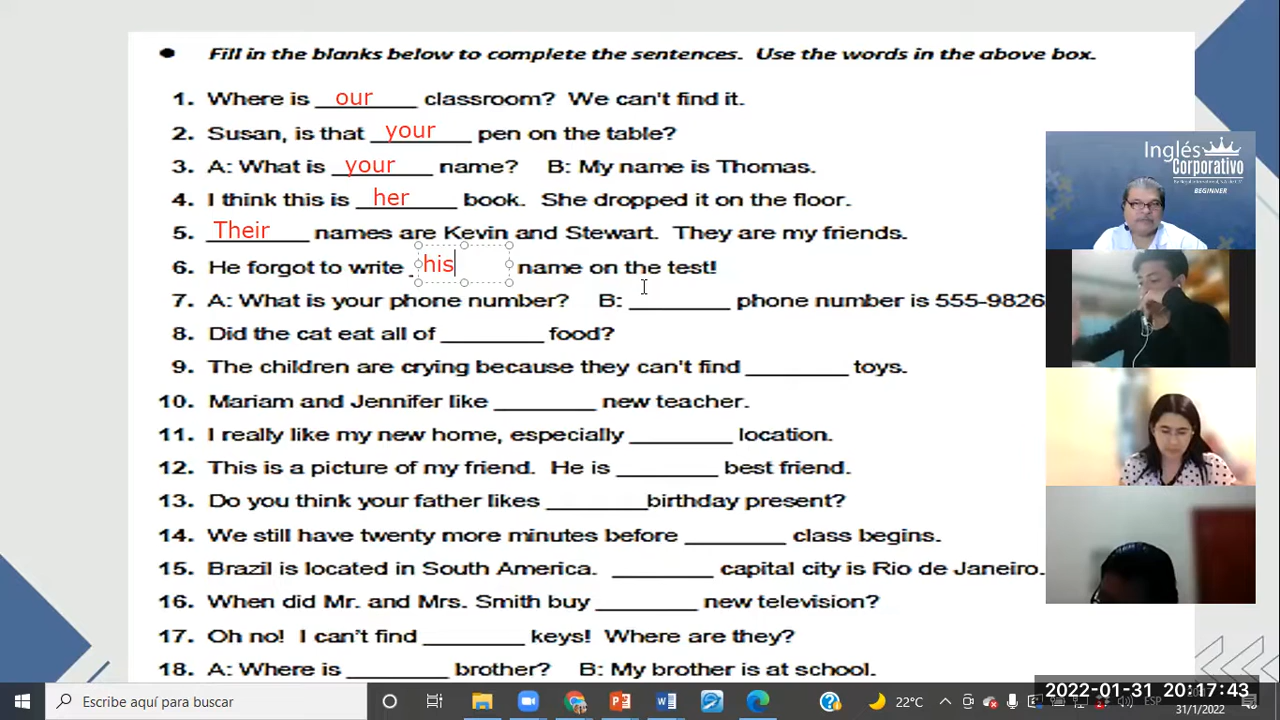 Fill in the blanks below to complete the sentences. Use the words in the above box.
1. Where is our classroom? We can't find it.
2. Susan, is that your pen on the table?
3. A: What is your name? B: My name is Thomas.
4. I think this is her book. She dropped it on the floor.
5. Their names are Kevin and Stewart. They are my friends.
6. He forgot to write his name on the test!
7. A: What is your phone number? B: ________ phone number is 555-9826
8. Did the cat eat all of ________ food?
9. The children are crying because they can't find ________ toys.
10. Mariam and Jennifer like ________ new teacher.
11. I really like my new home, especially ________ location.
12. This is a picture of my friend. He is ________ best friend.
13. Do you think your father likes ________birthday present?
14. We still have twenty more minutes before ________ class begins.
15. Brazil is located in South America. ________ capital city is Rio de Janeiro.
16. When did Mr. and Mrs. Smith buy ________ new television?
17. Oh no! I can't find ________ keys! Where are they?
18. A: Where is ________ brother? B: My brother is at school.
Inglés
Corporativo
BEGINNER
Escribe aquí para buscar
22°C
ESP
2022-01-31 20:17:43
31/1/2022